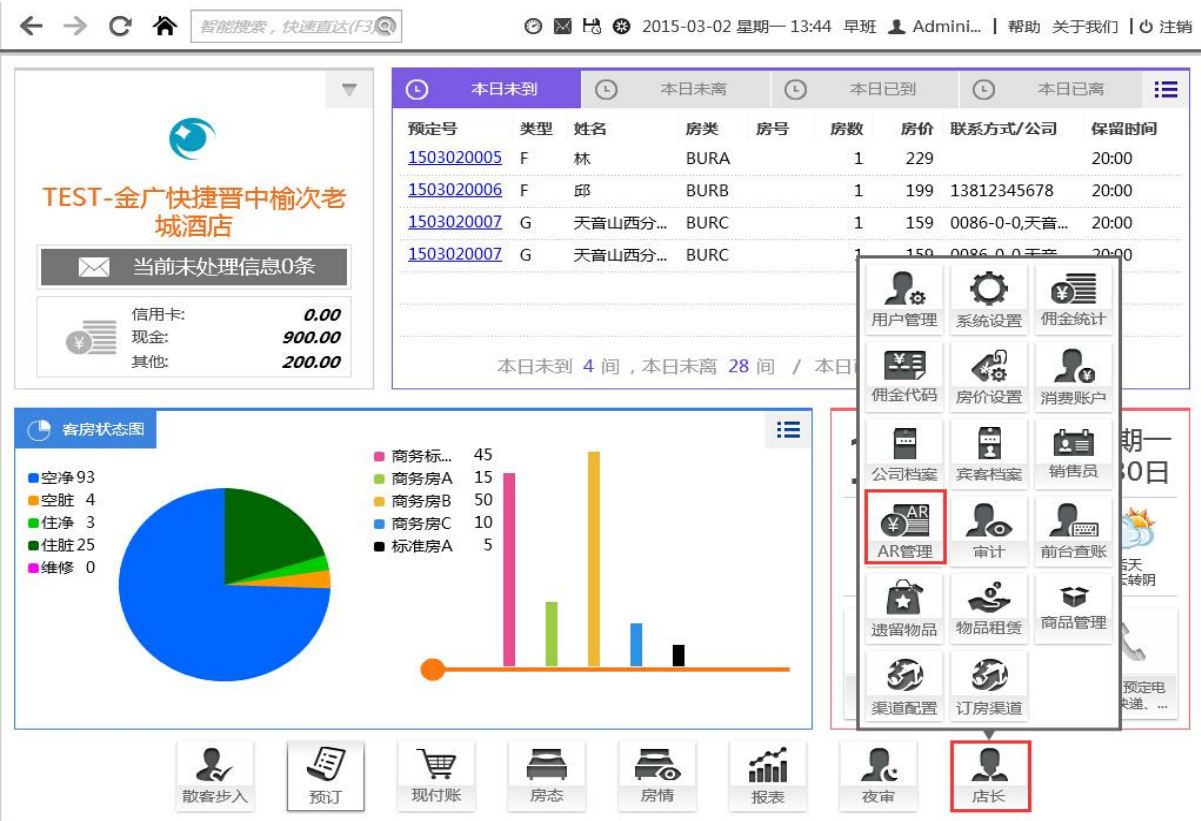 智能搜索，快速直达(F3)
2015-03-02 星期一 13:44 早班 Admini... | 帮助 关于我们 | 注销
TEST-金广快捷晋中榆次老
城酒店
当前未处理信息0条
信用卡: 0.00
现金: 900.00
其他: 200.00
本日未到 本日未离 本日已到 本日已离
预定号 类型 姓名 房类 房号 房数 房价 联系方式/公司 保留时间
1503020005 F 林 BURA 1 229 20:00
1503020006 F 邱 BURB 1 199 13812345678 20:00
1503020007 G 天音山西分... BURC 1 159 0086-0-0,天音... 20:00
1503020007 G 天音山西分... BURC 1 159 0086-0-0,天音 20:00
本日未到 4 间，本日未离 28 间 / 本日
客房状态图
空净 93
空脏 4
住净 3
住脏 25
维修 0
商务标... 45
商务房A 15
商务房B 50
商务房C 10
标准房A 5
期一
30日
转阴
预定电
快递、...
用户管理 系统设置 佣金统计
佣金代码 房价设置 消费账户
公司档案 宾客档案 销售员
AR
AR管理 审计 前台查账
遗留物品 物品租赁 商品管理
渠道配置 订房渠道
散客步入 预订 现付账 房态 房情 报表 夜审 店长